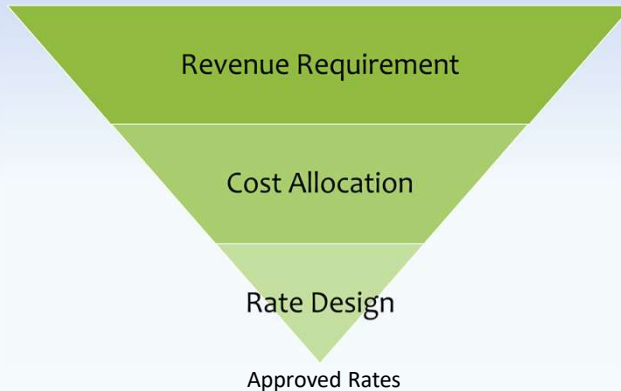 Revenue Requirement
Cost Allocation
Rate Design
Approved Rates